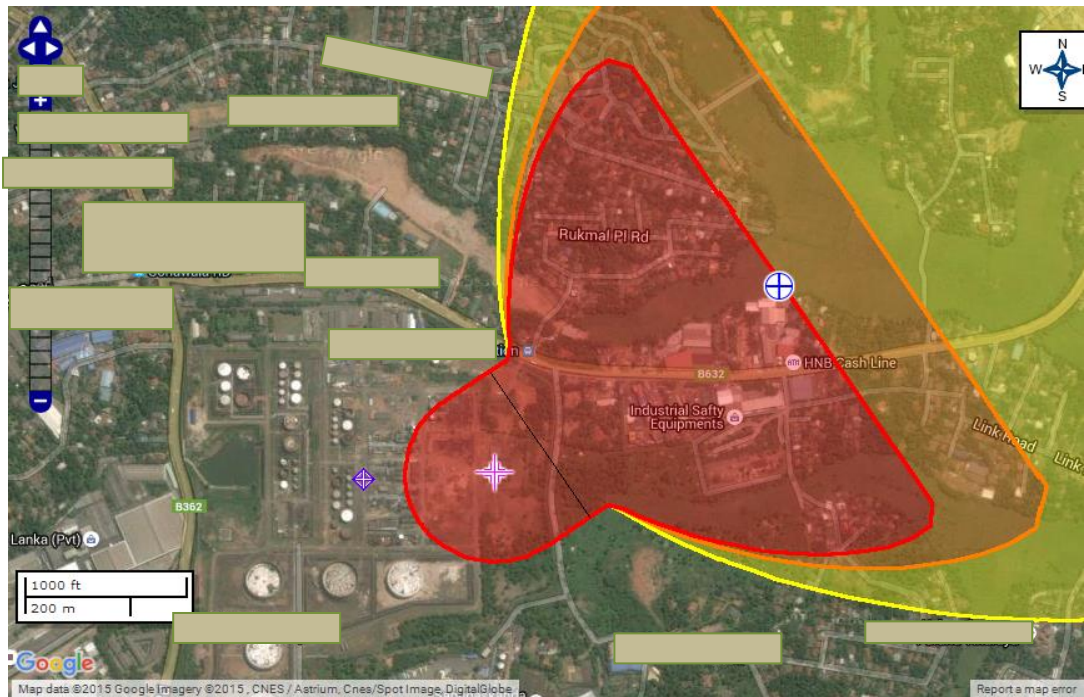 N
W
S
Rukmal Pl Rd
HNB Cash Line
B632
Industrial Safty
Equipments
Link Road
Link
B362
Lanka (Pvt)
1000 ft
200 m
Google
Map data ©2015 Google Imagery ©2015 , CNES / Astrium, Cnes/Spot Image, DigitalGlobe
Report a map error